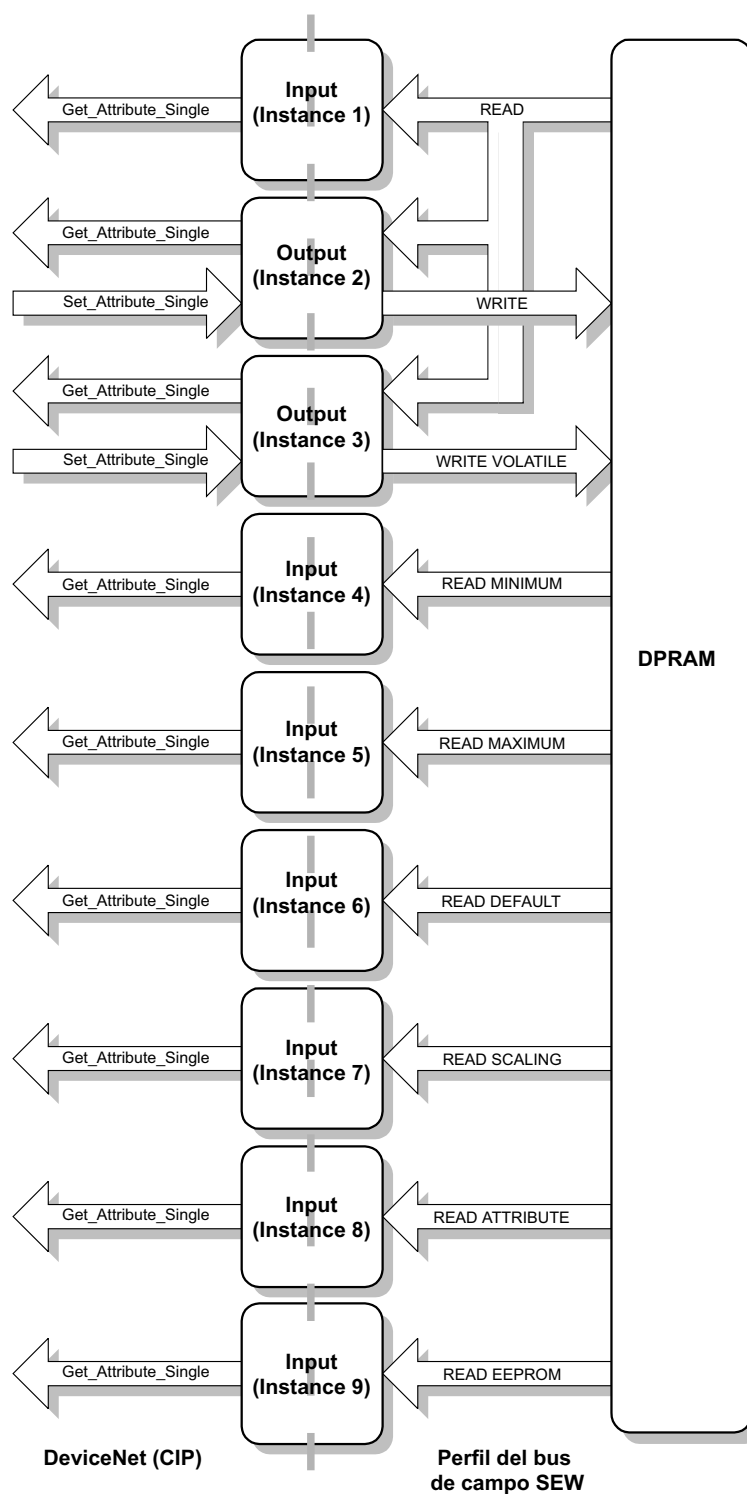 Input
(Instance 1)
Get_Attribute_Single
READ
Get_Attribute_Single
Output
(Instance 2)
Set_Attribute_Single
WRITE
Get_Attribute_Single
Output
(Instance 3)
Set_Attribute_Single
WRITE VOLATILE
Input
(Instance 4)
Get_Attribute_Single
READ MINIMUM
DPRAM
Input
(Instance 5)
Get_Attribute_Single
READ MAXIMUM
Input
(Instance 6)
Get_Attribute_Single
READ DEFAULT
Input
(Instance 7)
Get_Attribute_Single
READ SCALING
Input
(Instance 8)
Get_Attribute_Single
READ ATTRIBUTE
Input
(Instance 9)
Get_Attribute_Single
READ EEPROM
DeviceNet (CIP)
Perfil del bus
de campo SEW